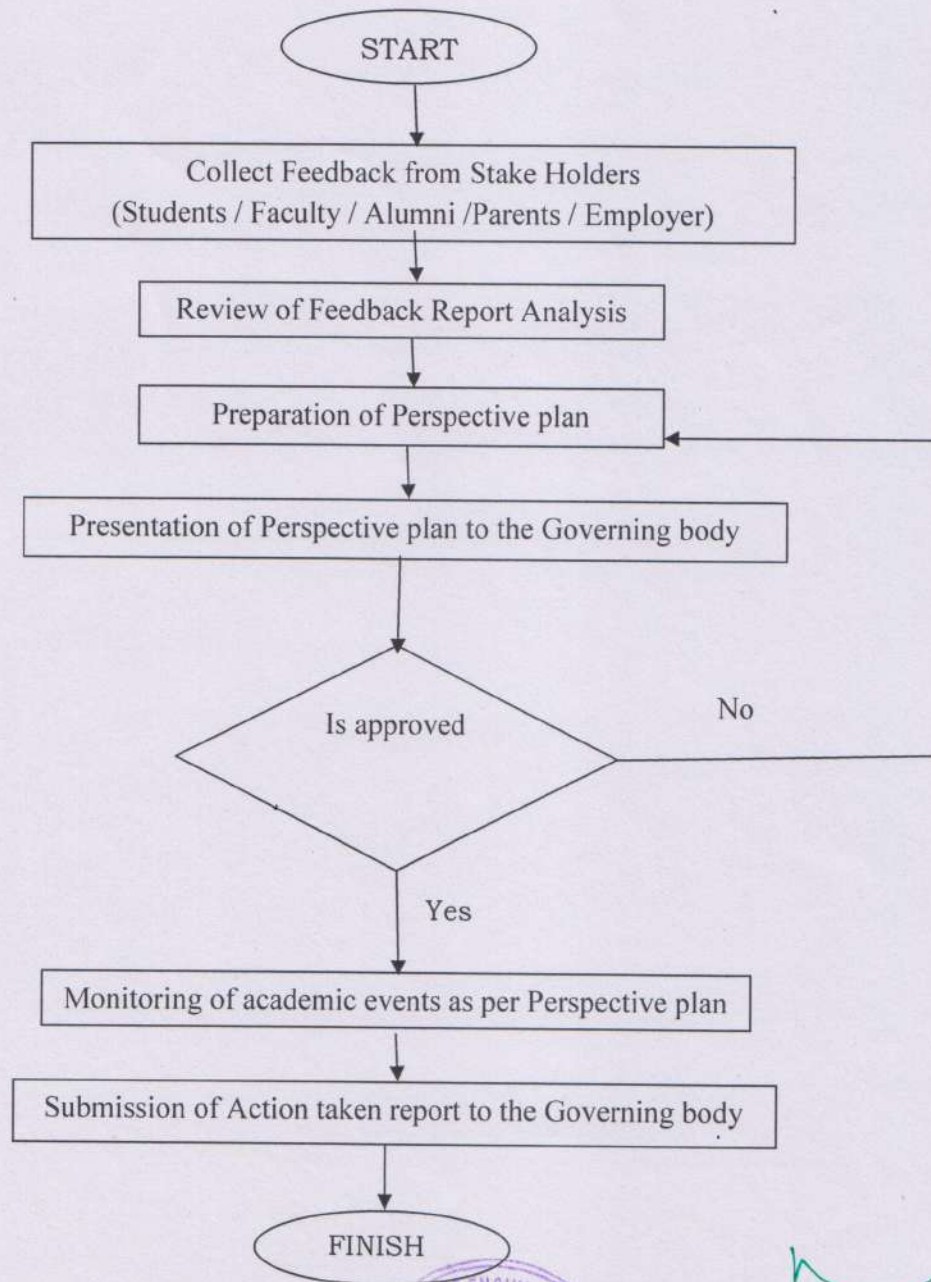 START
Collect Feedback from Stake Holders
(Students / Faculty / Alumni /Parents / Employer)
Review of Feedback Report Analysis
Preparation of Perspective plan
Presentation of Perspective plan to the Governing body
Is approved
No
Yes
Monitoring of academic events as per Perspective plan
Submission of Action taken report to the Governing body
FINISH